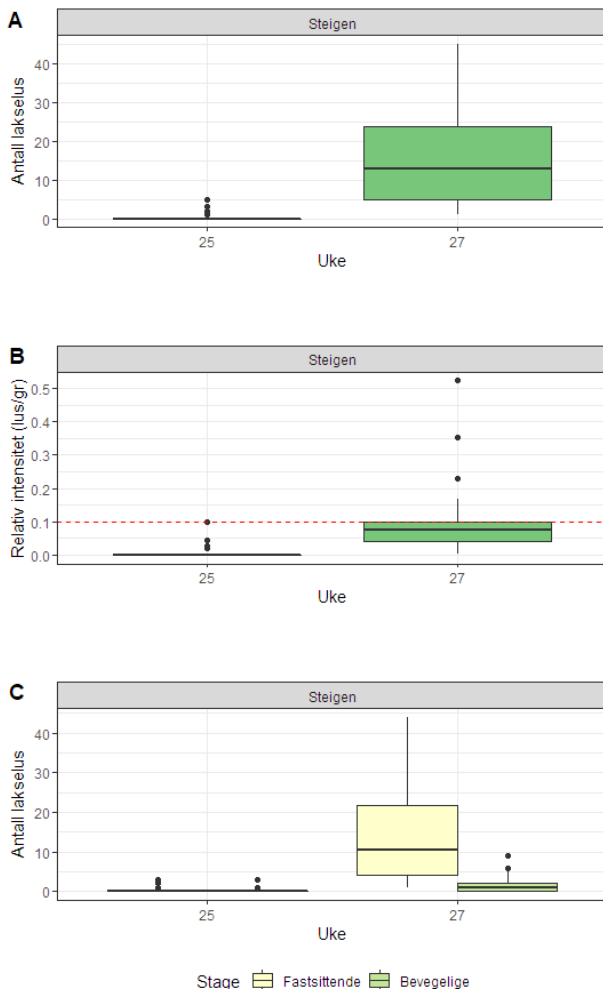 A
Steigen
Antall lakselus
40
30
20
10
0
25 27
Uke
B
Steigen
Relativ intensitet (lus/gr)
0.5
0.4
0.3
0.2
0.1
0.0
25 27
Uke
C
Steigen
Antall lakselus
40
30
20
10
0
25 27
Uke
Stage Fastsittende Bevegelige